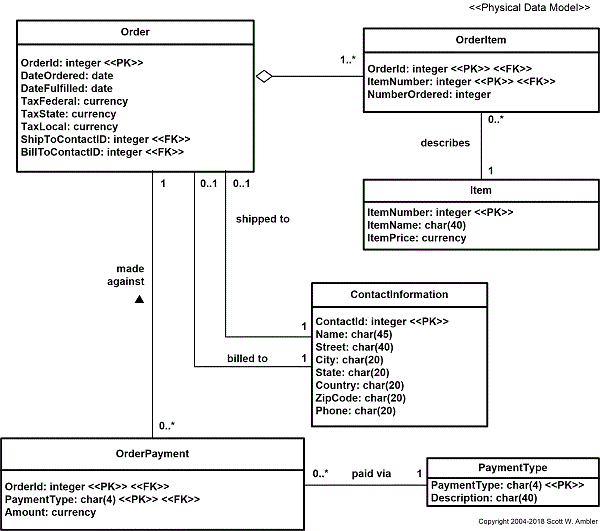 <<Physical Data Model>>
Order
OrderId: integer <<PK>>
DateOrdered: date
DateFulfilled: date
TaxFederal: currency
TaxState: currency
TaxLocal: currency
ShipToContactID: integer <<FK>>
BillToContactID: integer <<FK>>
1..*
OrderItem
OrderId: integer <<PK>> <<FK>>
ItemNumber: integer <<PK>> <<FK>>
NumberOrdered: integer
0..*
describes
1
Item
ItemNumber: integer <<PK>>
ItemName: char(40)
ItemPrice: currency
1
0..1
0..1
shipped to
made
against
1
billed to
1
ContactInformation
ContactId: integer <<PK>>
Name: char(45)
Street: char(40)
City: char(20)
State: char(20)
Country: char(20)
ZipCode: char(20)
Phone: char(20)
0..*
OrderPayment
OrderId: integer <<PK>> <<FK>>
PaymentType: char(4) <<PK>> <<FK>>
Amount: currency
0..*
paid via
1
PaymentType
PaymentType: char(4) <<PK>>
Description: char(40)
Copyright 2004-2018 Scott W. Ambler